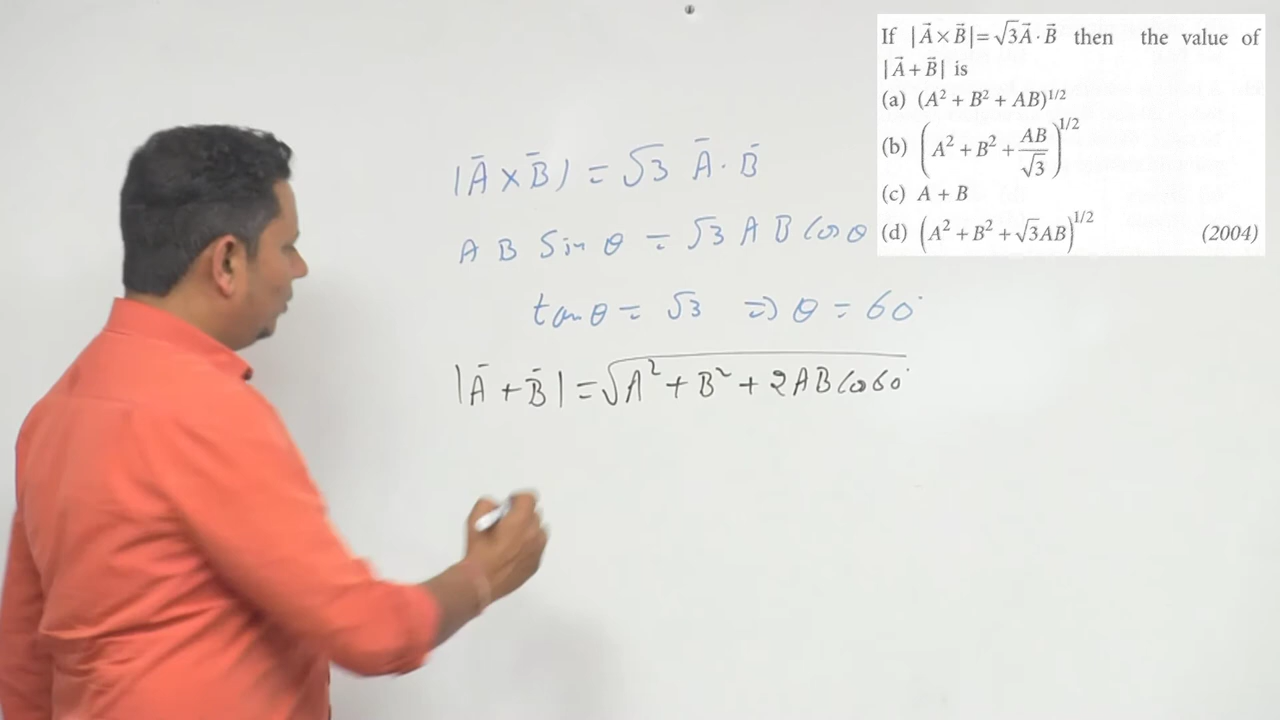 If |A⃗ × B⃗| = √3A⃗ · B⃗ then the value of
|A⃗ + B⃗| is
(a) (A² + B² + AB)^1/2
(b) (A² + B² + AB/√3)^1/2
(c) A + B
(d) (A² + B² + √3AB)^1/2 (2004)
|A̅ × B̅| = √3 A̅ · B̅
A B Sin θ = √3 A B Cos θ
tan θ = √3 ⇒ θ = 60°
|A̅ + B̅| = √A² + B² + 2AB Cos 60°